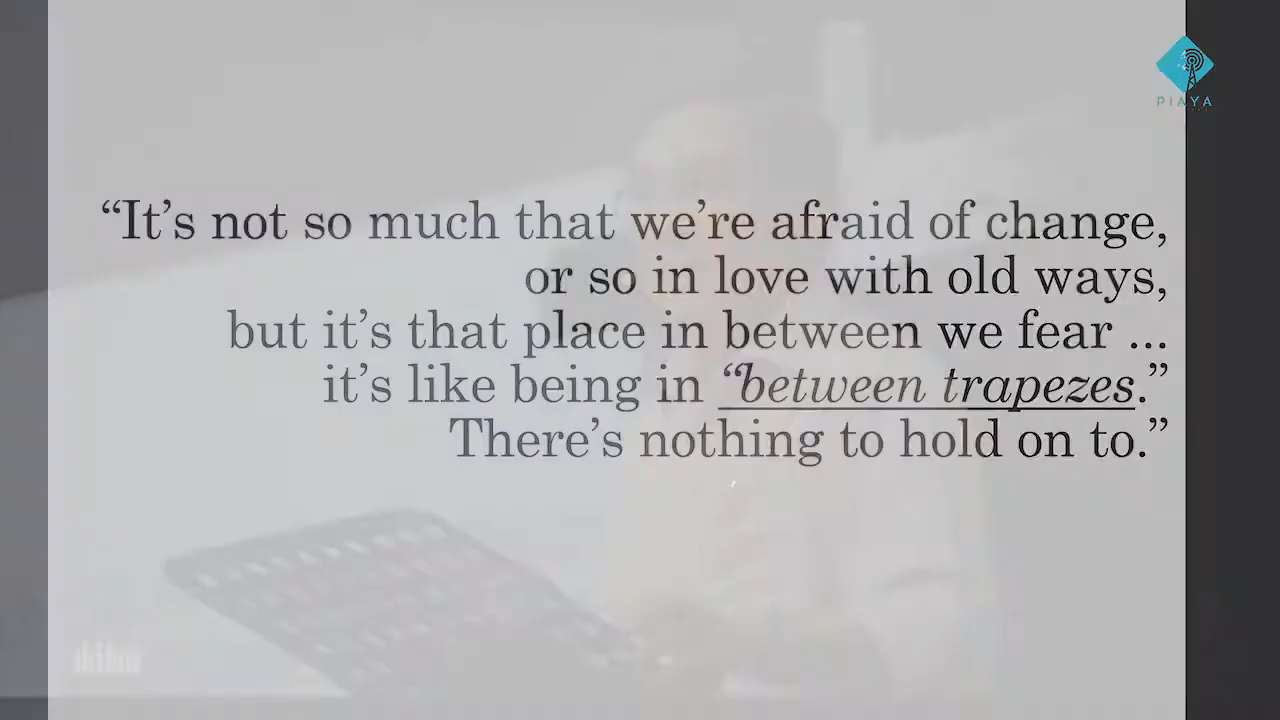 PIAYA
“It’s not so much that we’re afraid of change,
or so in love with old ways,
but it’s that place in between we fear ...
it’s like being in “between trapezes.”
There’s nothing to hold on to.”